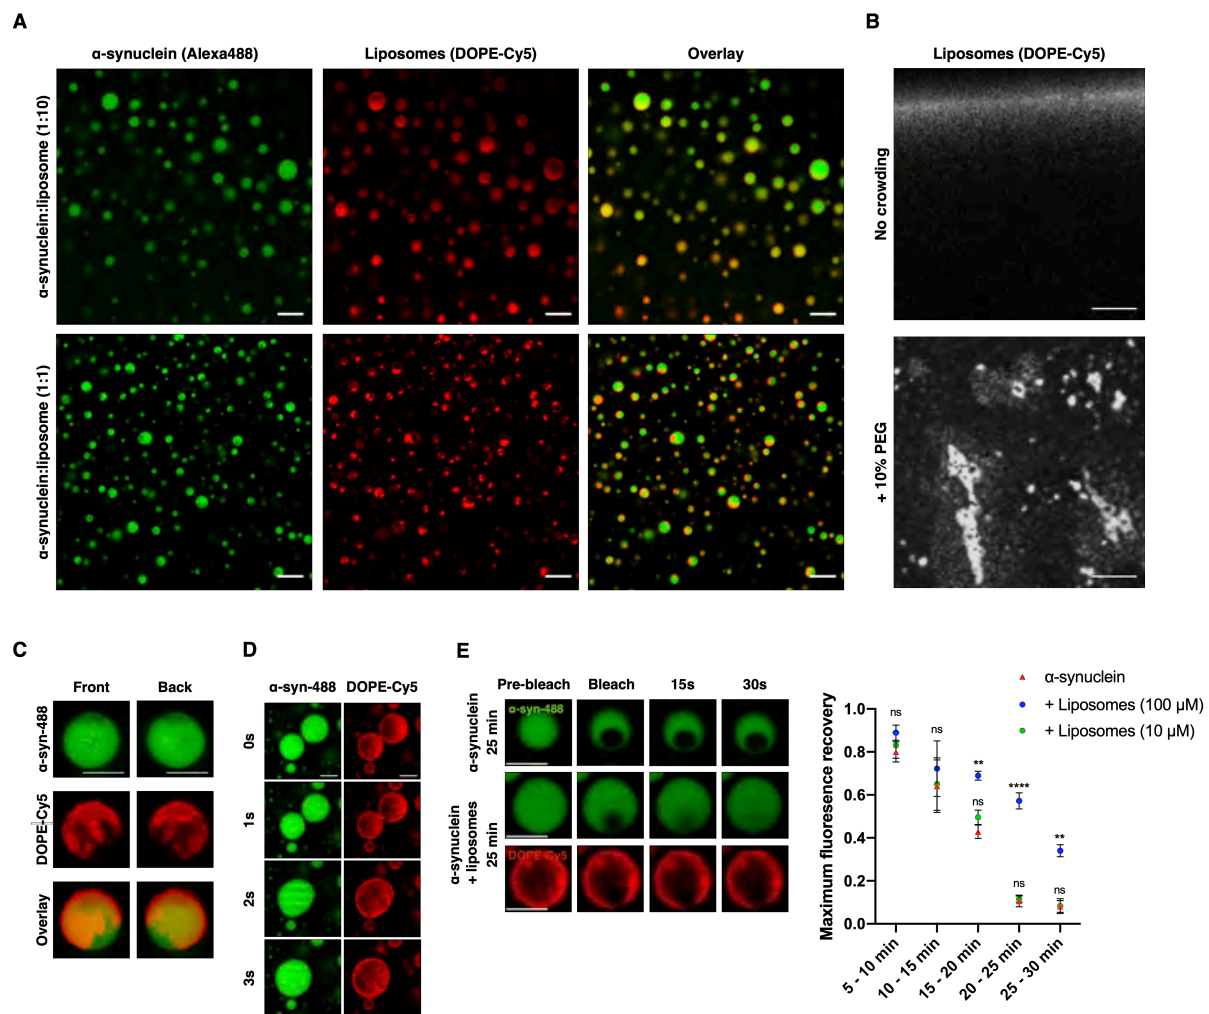 A
B
α-synuclein (Alexa488)
Liposomes (DOPE-Cy5)
Overlay
Liposomes (DOPE-Cy5)
α-synuclein:liposome (1:10)
No crowding
α-synuclein:liposome (1:1)
+ 10% PEG
C
D
E
Front
Back
α-syn-488
DOPE-Cy5
Overlay
α-syn-488
DOPE-Cy5
0s
1s
2s
3s
Pre-bleach
Bleach
15s
30s
α-synuclein
25 min
α-syn-488
α-synuclein
+ liposomes
25 min
DOPE-Cy5
α-synuclein
+ Liposomes (100 µM)
+ Liposomes (10 µM)
Maximum fluoresence recovery
1.0
0.8
0.6
0.4
0.2
0.0
ns
ns
**
ns
****
ns
**
ns
5 - 10 min
10 - 15 min
15 - 20 min
20 - 25 min
25 - 30 min